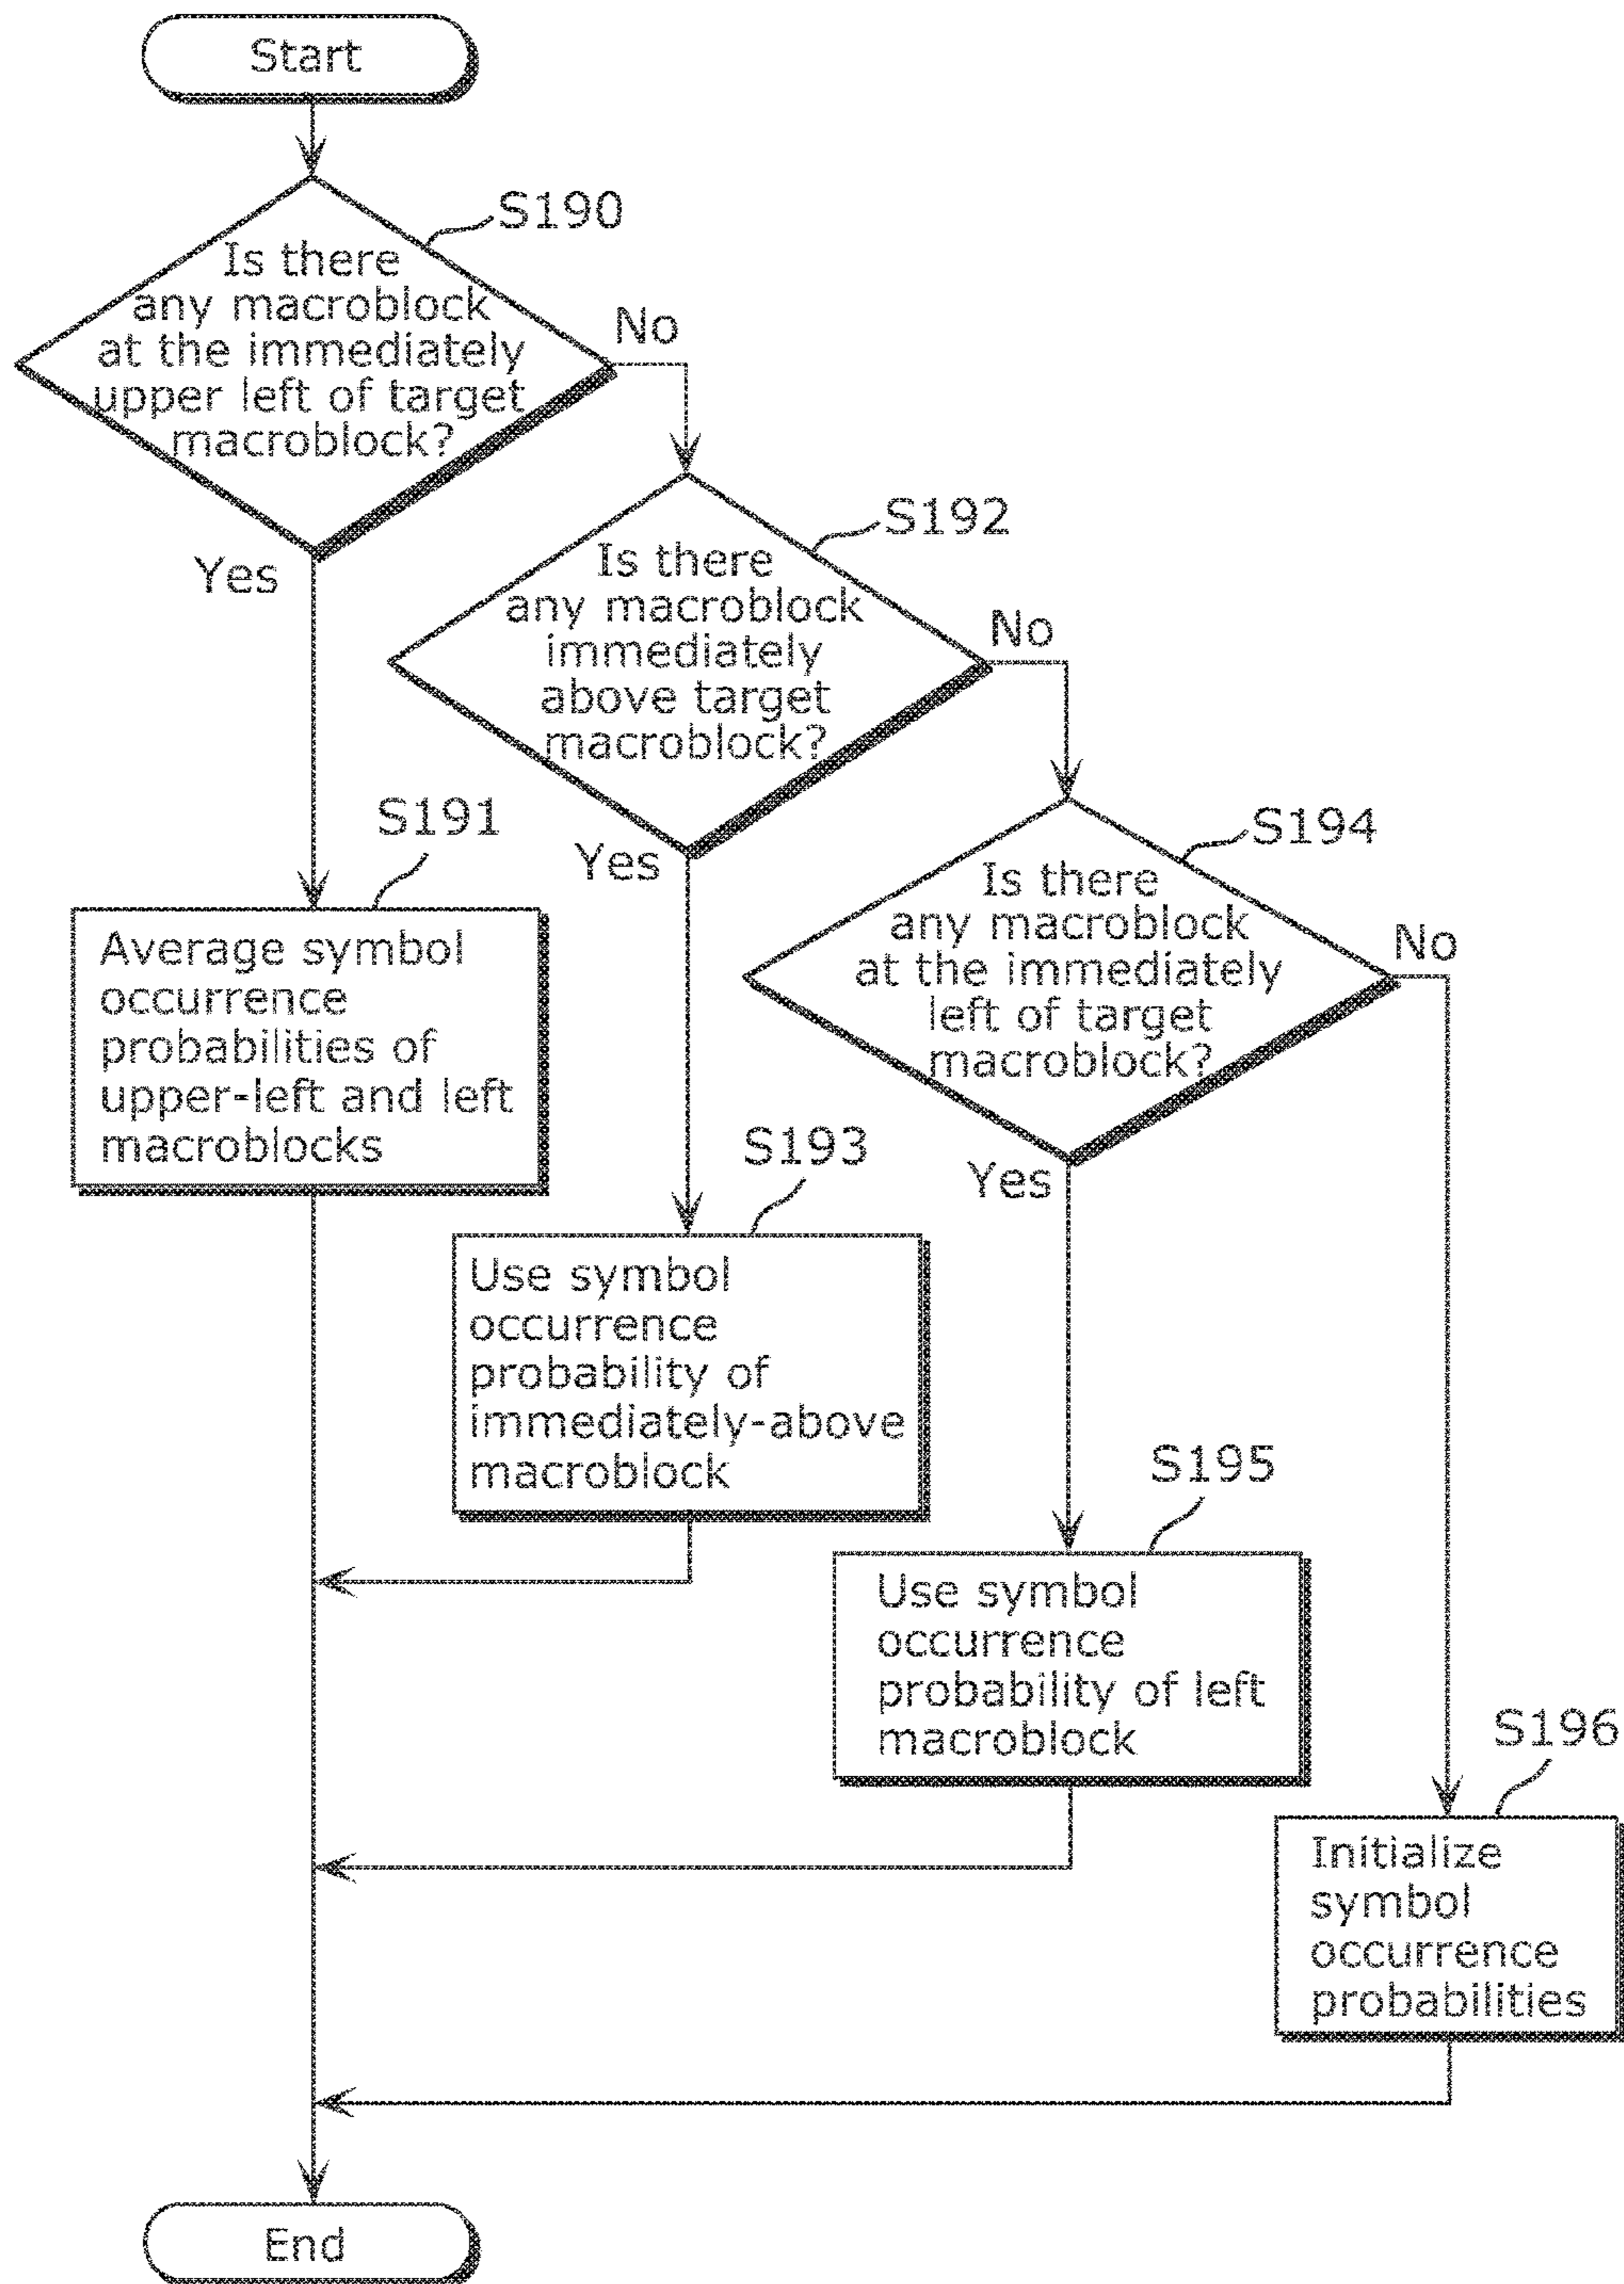 Start
S190
Is there
any macroblock
at the immediately
upper left of target
macroblock?
No
Yes
S192
Is there
any macroblock
immediately
above target
macroblock?
No
Yes
S191
Average symbol
occurrence
probabilities of
upper-left and left
macroblocks
S194
Is there
any macroblock
at the immediately
left of target
macroblock?
No
Yes
S193
Use symbol
occurrence
probability of
immediately-above
macroblock
S195
Use symbol
occurrence
probability of left
macroblock
S196
Initialize
symbol
occurrence
probabilities
End